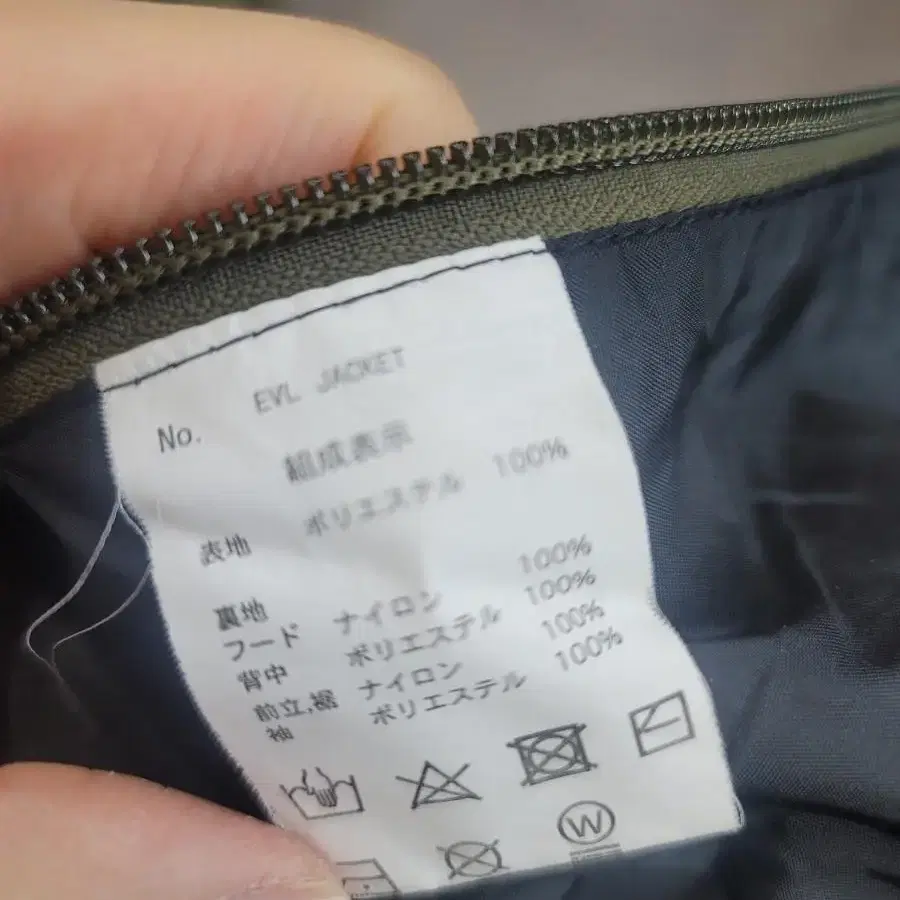 No. EVL JACKET
組成表示
表地 ポリエステル 100%
裏地
フード ナイロン 100%
背中 ポリエステル 100%
前立,裾 ナイロン 100%
袖 ポリエステル 100%
W